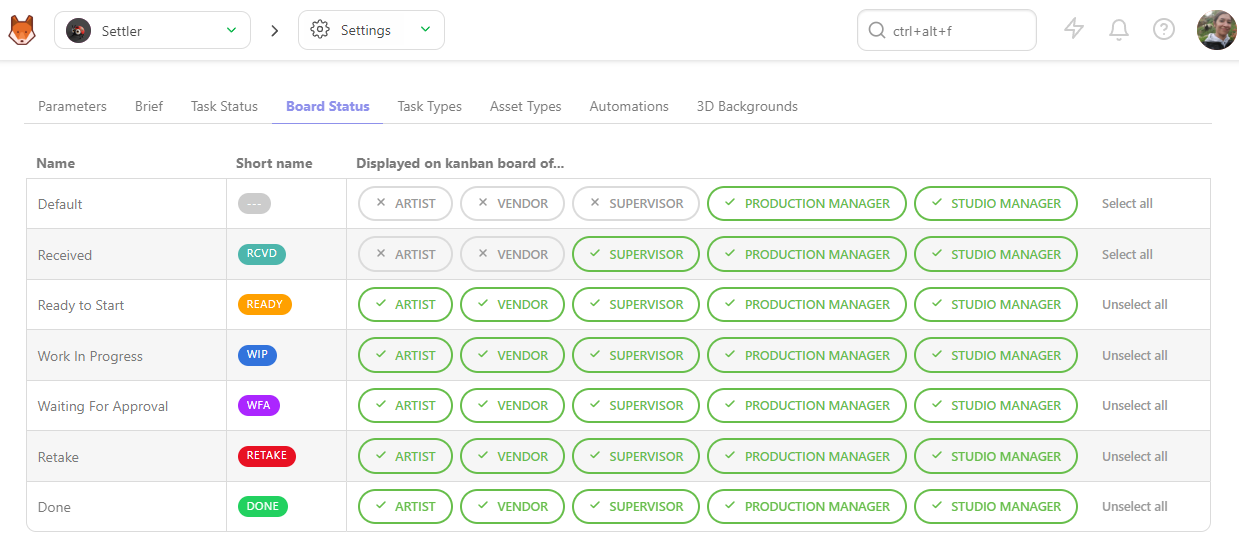 Settler
Settings
ctrl+alt+f
Parameters Brief Task Status Board Status Task Types Asset Types Automations 3D Backgrounds
Name Short name Displayed on kanban board of...
Default --- ARTIST VENDOR SUPERVISOR PRODUCTION MANAGER STUDIO MANAGER Select all
Received RCVD ARTIST VENDOR SUPERVISOR PRODUCTION MANAGER STUDIO MANAGER Select all
Ready to Start READY ARTIST VENDOR SUPERVISOR PRODUCTION MANAGER STUDIO MANAGER Unselect all
Work In Progress WIP ARTIST VENDOR SUPERVISOR PRODUCTION MANAGER STUDIO MANAGER Unselect all
Waiting For Approval WFA ARTIST VENDOR SUPERVISOR PRODUCTION MANAGER STUDIO MANAGER Unselect all
Retake RETAKE ARTIST VENDOR SUPERVISOR PRODUCTION MANAGER STUDIO MANAGER Unselect all
Done DONE ARTIST VENDOR SUPERVISOR PRODUCTION MANAGER STUDIO MANAGER Unselect all